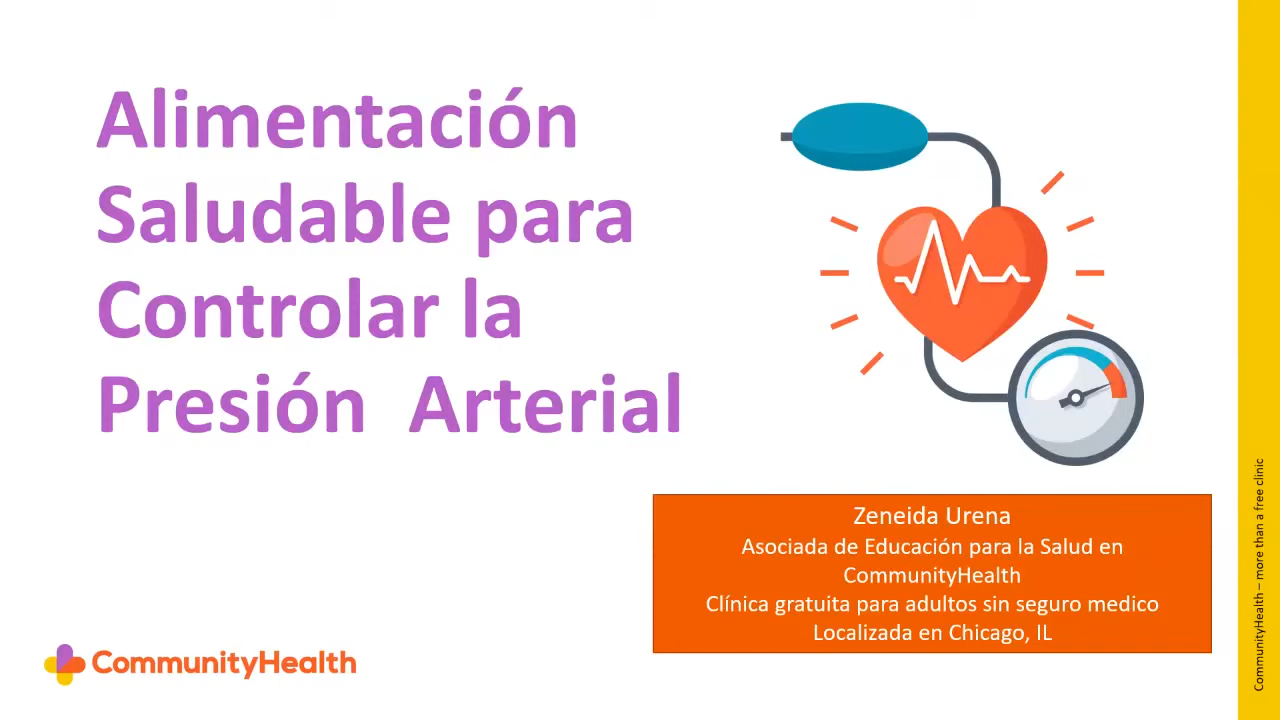 Alimentación
Saludable para
Controlar la
Presión  Arterial
Zeneida Urena
Asociada de Educación para la Salud en
CommunityHealth
Clínica gratuita para adultos sin seguro medico
Localizada en Chicago, IL
CommunityHealth
CommunityHealth – more than a free clinic